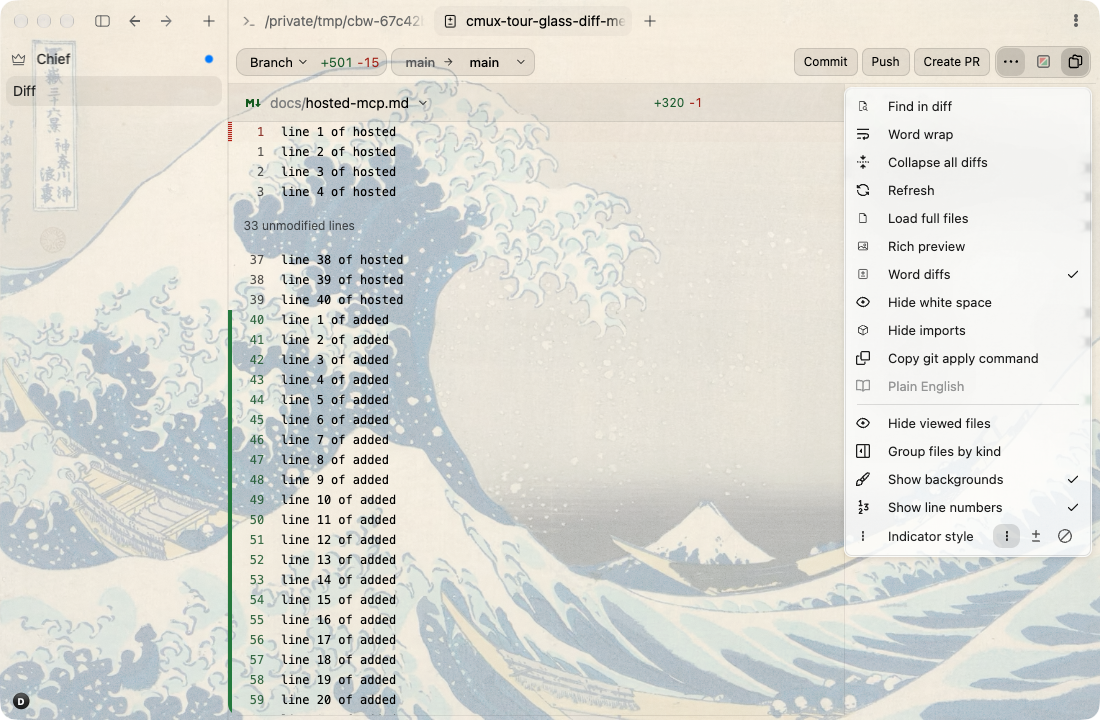 /private/tmp/cbw-67c42
cmux-tour-glass-diff-me
Chief
Diff
Branch +501 -15 main → main
Commit
Push
Create PR
docs/hosted-mcp.md +320 -1
1 line 1 of hosted
1 line 2 of hosted
2 line 3 of hosted
3 line 4 of hosted
33 unmodified lines
37 line 38 of hosted
38 line 39 of hosted
39 line 40 of hosted
40 line 1 of added
41 line 2 of added
42 line 3 of added
43 line 4 of added
44 line 5 of added
45 line 6 of added
46 line 7 of added
47 line 8 of added
48 line 9 of added
49 line 10 of added
50 line 11 of added
51 line 12 of added
52 line 13 of added
53 line 14 of added
54 line 15 of added
55 line 16 of added
56 line 17 of added
57 line 18 of added
58 line 19 of added
59 line 20 of added
Find in diff
Word wrap
Collapse all diffs
Refresh
Load full files
Rich preview
Word diffs
Hide white space
Hide imports
Copy git apply command
Plain English
Hide viewed files
Group files by kind
Show backgrounds
Show line numbers
Indicator style
D